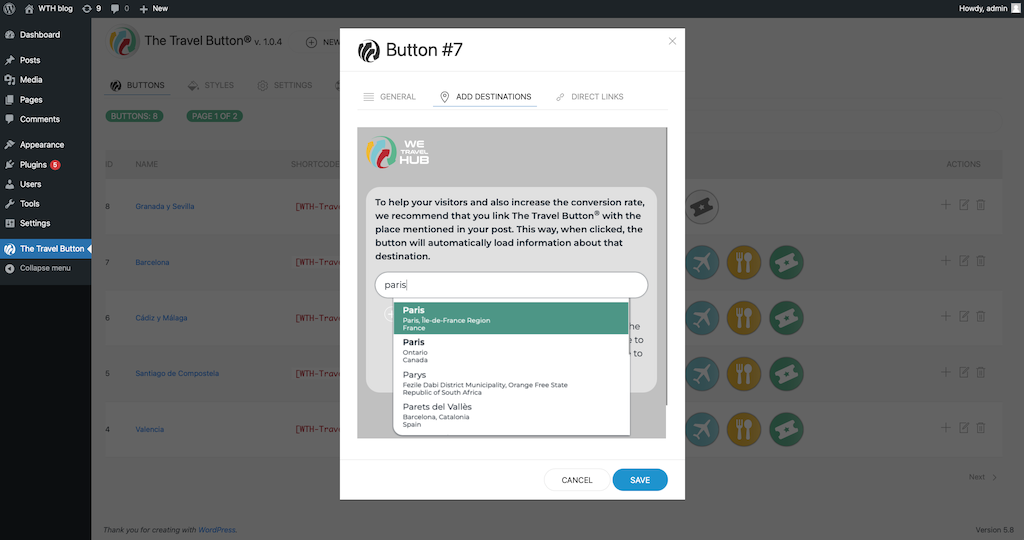 WTH blog
9
0
New
Howdy, admin
Dashboard
Posts
Media
Pages
Comments
Appearance
Plugins 5
Users
Tools
Settings
The Travel Button
Collapse menu
The Travel Button® v. 1.0.4
NEW
BUTTONS
STYLES
SETTINGS
BUTTONS: 8
PAGE 1 OF 2
ID
NAME
SHORTCODE
ACTIONS
8
Granada y Sevilla
[WTH-Trav
7
Barcelona
[WTH-Trav
6
Cádiz y Málaga
[WTH-Trav
5
Santiago de Compostela
[WTH-Trav
4
Valencia
[WTH-Trav
Next
Thank you for creating with WordPress.
Version 5.8
Button #7
GENERAL
ADD DESTINATIONS
DIRECT LINKS
WE
TRAVEL
HUB
To help your visitors and also increase the conversion rate,
we recommend that you link The Travel Button® with the
place mentioned in your post. This way, when clicked, the
button will automatically load information about that
destination.
paris
Paris
Paris, Île-de-France Region
France
Paris
Ontario
Canada
Parys
Fezile Dabi District Municipality, Orange Free State
Republic of South Africa
Parets del Vallès
Barcelona, Catalonia
Spain
he
e to
to
CANCEL
SAVE